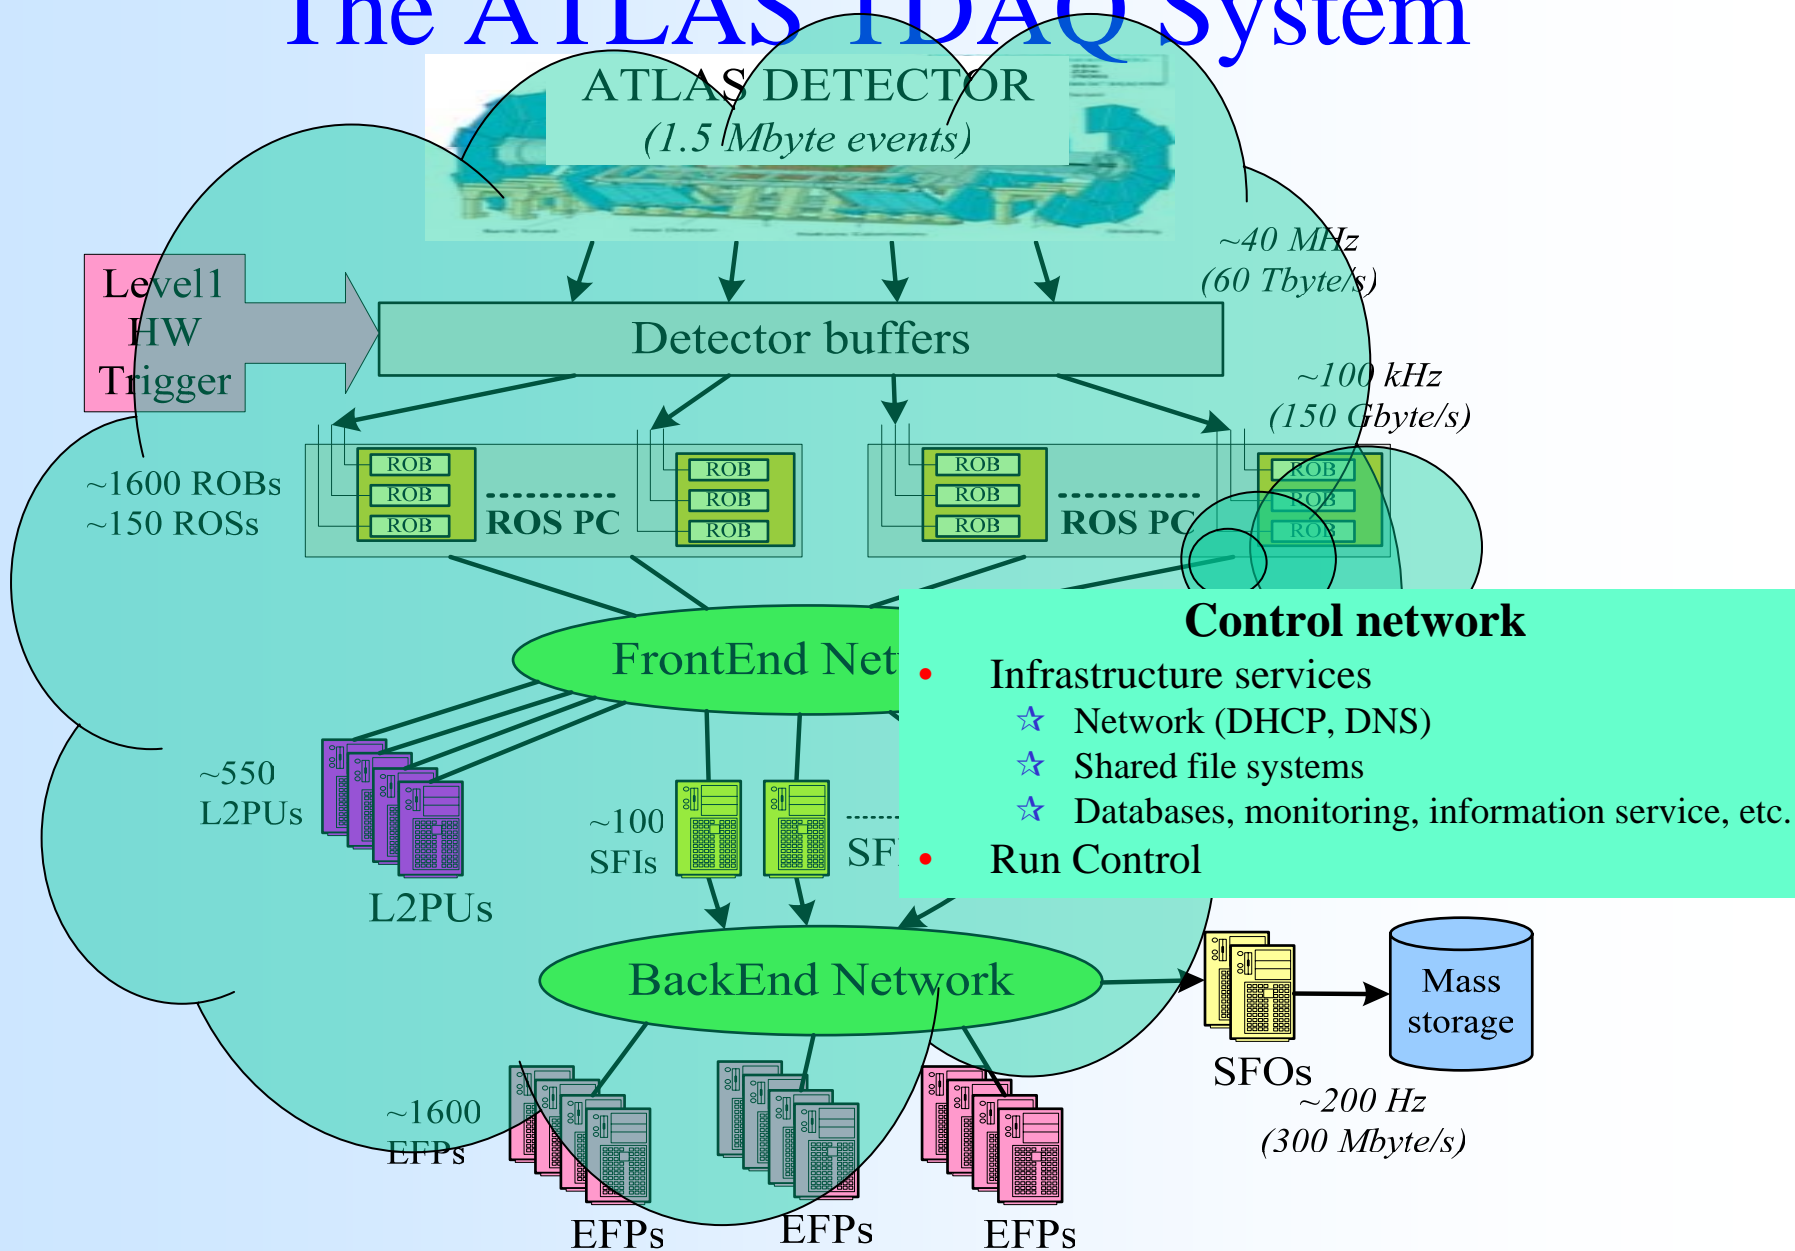 The ATLAS TDAQ System
ATLAS DETECTOR
(1.5 Mbyte events)
~40 MHz
(60 Tbyte/s)
Level1
HW
Trigger
Detector buffers
~100 kHz
(150 Gbyte/s)
~1600 ROBs
~150 ROSs
ROB
ROB
ROB
ROS PC
ROB
ROB
ROB
ROB
ROB
ROB
ROS PC
ROB
ROB
ROB
FrontEnd Net
Control network
• Infrastructure services
☆ Network (DHCP, DNS)
☆ Shared file systems
☆ Databases, monitoring, information service, etc.
• Run Control
~550
L2PUs
L2PUs
~100
SFIs
SF
BackEnd Network
SFOs
Mass
storage
~200 Hz
(300 Mbyte/s)
~1600
EFPs
EFPs
EFPs
EFPs